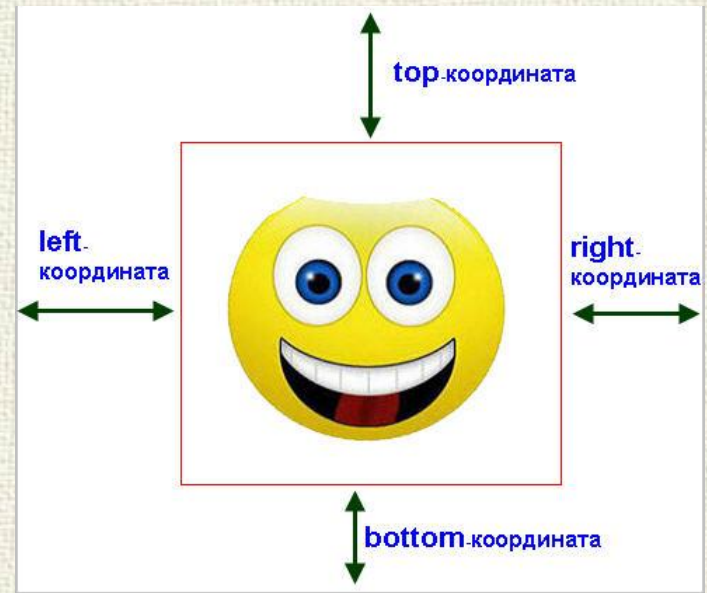 top-координата
left-
координата
right-
координата
bottom-координата